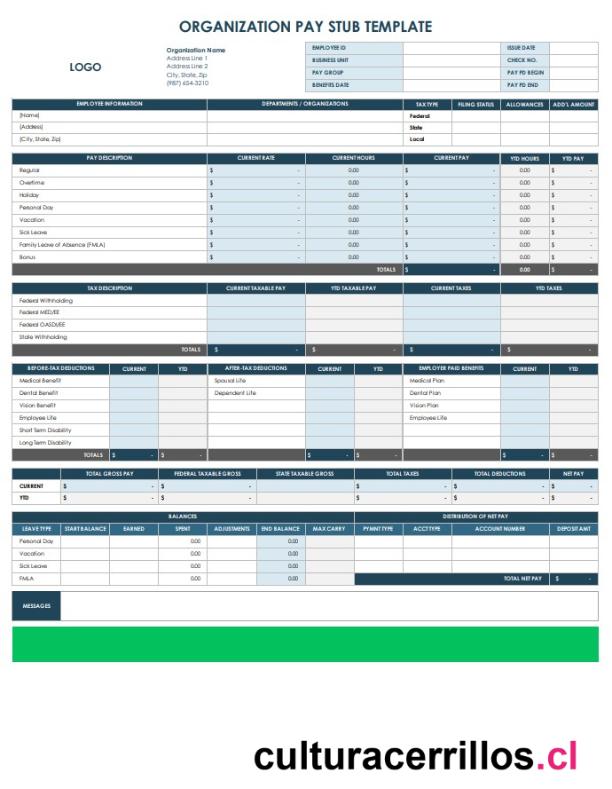 ORGANIZATION PAY STUB TEMPLATE
LOGO
Organization Name
Address Line 1
Address Line 2
City, State, Zip
(987) 654-3210
EMPLOYEE ID ISSUE DATE
BUSINESS UNIT CHECK NO.
PAY GROUP PAY PD BEGIN
BENEFITS DATE PAY PD END
EMPLOYEE INFORMATION DEPARTMENTS / ORGANIZATIONS TAX TYPE FILING STATUS ALLOWANCES ADD'L AMOUNT
(Name) Federal
(Address) State
(City, State, Zip) Local
PAY DESCRIPTION CURRENT RATE CURRENT HOURS CURRENT PAY YTD HOURS YTD PAY
Regular $ - 0.00 $ - 0.00 $ -
Overtime $ - 0.00 $ - 0.00 $ -
Holiday $ - 0.00 $ - 0.00 $ -
Personal Day $ - 0.00 $ - 0.00 $ -
Vacation $ - 0.00 $ - 0.00 $ -
Sick Leave $ - 0.00 $ - 0.00 $ -
Family Leave of Absence (FMLA) $ - 0.00 $ - 0.00 $ -
Bonus $ - 0.00 $ - 0.00 $ -
TOTALS $ - 0.00 $ -
TAX DESCRIPTION CURRENT TAXABLE PAY YTD TAXABLE PAY CURRENT TAXES YTD TAXES
Federal Withholding
Federal MED/EE
Federal OASDI/EE
State Withholding
TOTALS $ - $ - $ - $ -
BEFORE-TAX DEDUCTIONS CURRENT YTD AFTER-TAX DEDUCTIONS CURRENT YTD EMPLOYER PAID BENEFITS CURRENT YTD
Medical Benefit Spousal Life Medical Plan
Dental Benefit Dependent Life Dental Plan
Vision Benefit Vision Plan
Employee Life Employee Life
Short Term Disability
Long Term Disability
TOTALS $ - $ - $ - $ - $ - $ -
TOTAL GROSS PAY FEDERAL TAXABLE GROSS STATE TAXABLE GROSS TOTAL TAXES TOTAL DEDUCTIONS NET PAY
CURRENT $ - $ - $ - $ - $ -
YTD $ - $ - $ - $ - $ -
BALANCES DISTRIBUTION OF NET PAY
LEAVE TYPE START BALANCE EARNED SPENT ADJUSTMENTS END BALANCE MAX CARRY PYMNT TYPE ACCT TYPE ACCOUNT NUMBER DEPOSIT AMT
Personal Day 0.00 0.00
Vacation 0.00 0.00
Sick Leave 0.00 0.00
FMLA 0.00 0.00 TOTAL NET PAY $ -
MESSAGES
culturacerrillos.cl